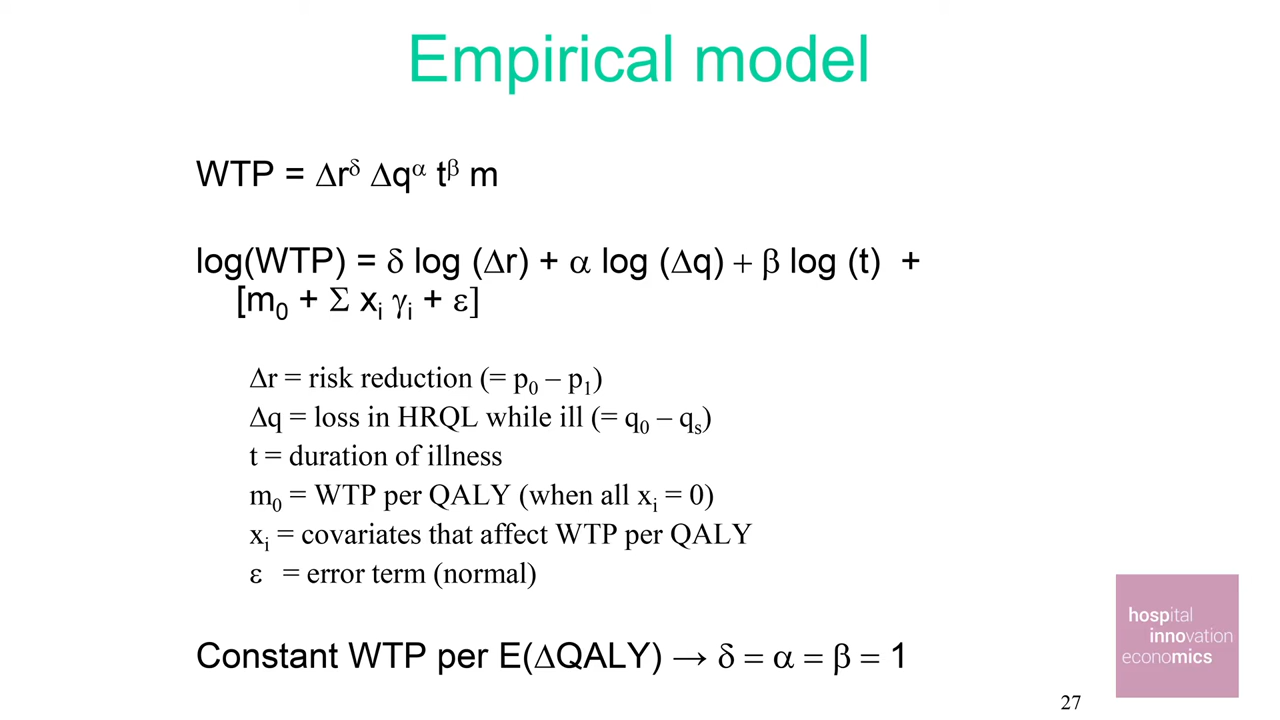 Empirical model
WTP = Δr^δ Δq^α t^β m
log(WTP) = δ log (Δr) + α log (Δq) + β log (t) +
[m₀ + Σ xᵢ γᵢ + ε]
Δr = risk reduction (= p₀ – p₁)
Δq = loss in HRQL while ill (= q₀ – qₛ)
t = duration of illness
m₀ = WTP per QALY (when all xᵢ = 0)
xᵢ = covariates that affect WTP per QALY
ε = error term (normal)
Constant WTP per E(ΔQALY) → δ = α = β = 1
hospital
innovation
economics
27